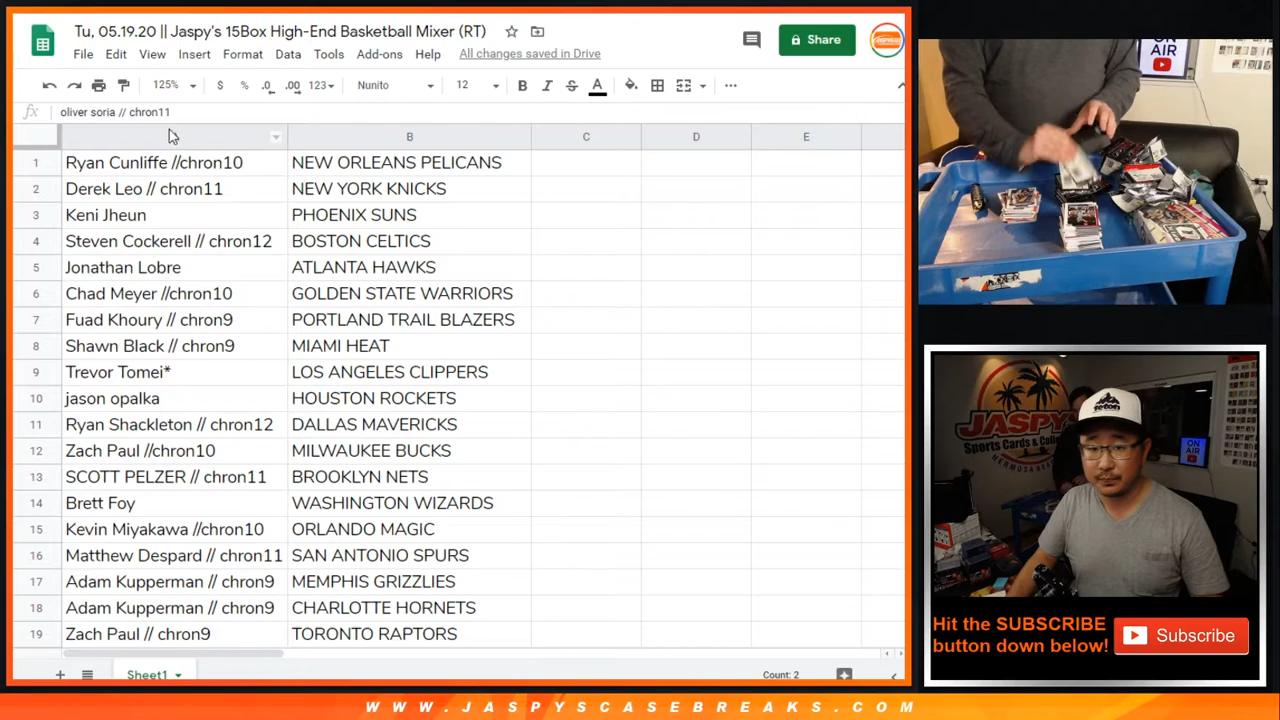 Tu, 05.19.20 || Jaspy's 15Box High-End Basketball Mixer (RT)
File Edit View Insert Format Data Tools Add-ons Help All changes saved in Drive
Share
125% $ % .0 .00 123 Nunito 12 B I S A
fx oliver soria // chron11
B C D E
1 Ryan Cunliffe //chron10 NEW ORLEANS PELICANS
2 Derek Leo // chron11 NEW YORK KNICKS
3 Keni Jheun PHOENIX SUNS
4 Steven Cockerell // chron12 BOSTON CELTICS
5 Jonathan Lobre ATLANTA HAWKS
6 Chad Meyer //chron10 GOLDEN STATE WARRIORS
7 Fuad Khoury // chron9 PORTLAND TRAIL BLAZERS
8 Shawn Black // chron9 MIAMI HEAT
9 Trevor Tomei* LOS ANGELES CLIPPERS
10 jason opalka HOUSTON ROCKETS
11 Ryan Shackleton // chron12 DALLAS MAVERICKS
12 Zach Paul //chron10 MILWAUKEE BUCKS
13 SCOTT PELZER // chron11 BROOKLYN NETS
14 Brett Foy WASHINGTON WIZARDS
15 Kevin Miyakawa //chron10 ORLANDO MAGIC
16 Matthew Despard // chron11 SAN ANTONIO SPURS
17 Adam Kupperman // chron9 MEMPHIS GRIZZLIES
18 Adam Kupperman // chron9 CHARLOTTE HORNETS
19 Zach Paul // chron9 TORONTO RAPTORS
Sheet1 Count: 2
ON AIR
JASPY'S
Sports Cards &
HERMOSA
ON AIR
teton
Hit the SUBSCRIBE
button down below!
Subscribe
WWW.JASPYSCASEBREAKS.COM